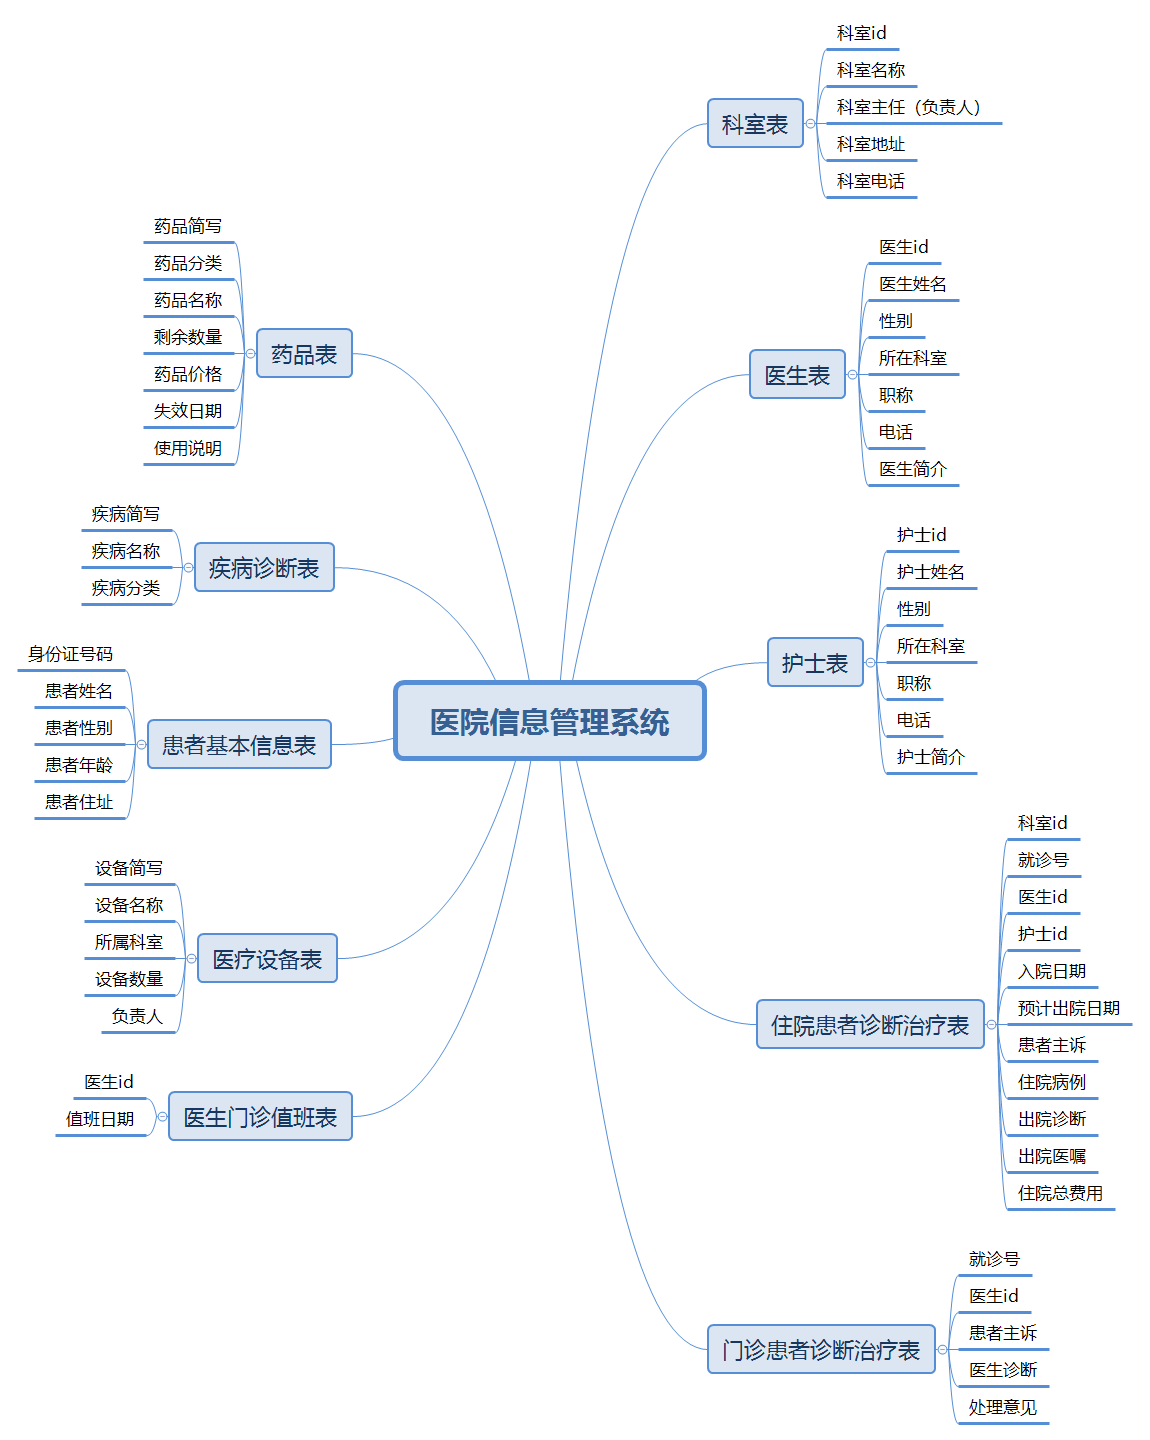 医院信息管理系统
科室表
科室id
科室名称
科室主任（负责人）
科室地址
科室电话
医生表
医生id
医生姓名
性别
所在科室
职称
电话
医生简介
护士表
护士id
护士姓名
性别
所在科室
职称
电话
护士简介
住院患者诊断治疗表
科室id
就诊号
医生id
护士id
入院日期
预计出院日期
患者主诉
住院病例
出院诊断
出院医嘱
住院总费用
门诊患者诊断治疗表
就诊号
医生id
患者主诉
医生诊断
处理意见
药品表
药品简写
药品分类
药品名称
剩余数量
药品价格
失效日期
使用说明
疾病诊断表
疾病简写
疾病名称
疾病分类
患者基本信息表
身份证号码
患者姓名
患者性别
患者年龄
患者住址
医疗设备表
设备简写
设备名称
所属科室
设备数量
负责人
医生门诊值班表
医生id
值班日期